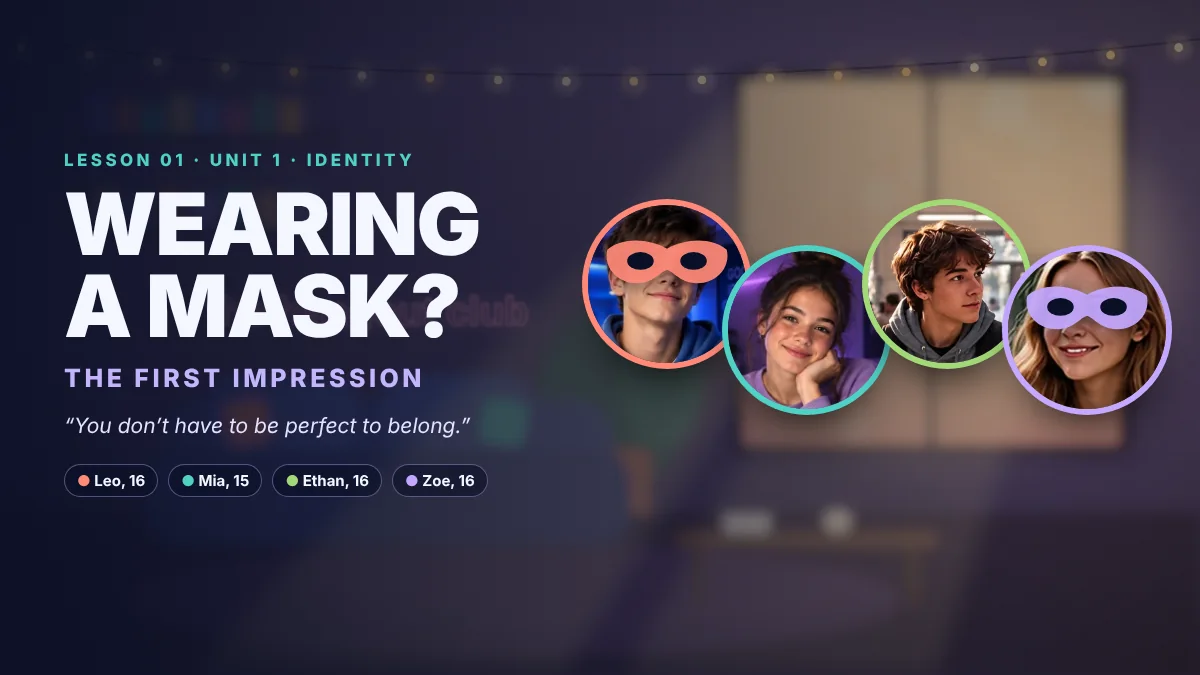 LESSON 01 · UNIT 1 · IDENTITY
WEARING
A MASK?
THE FIRST IMPRESSION
“You don’t have to be perfect to belong.”
Leo, 16 Mia, 15 Ethan, 16 Zoe, 16
club